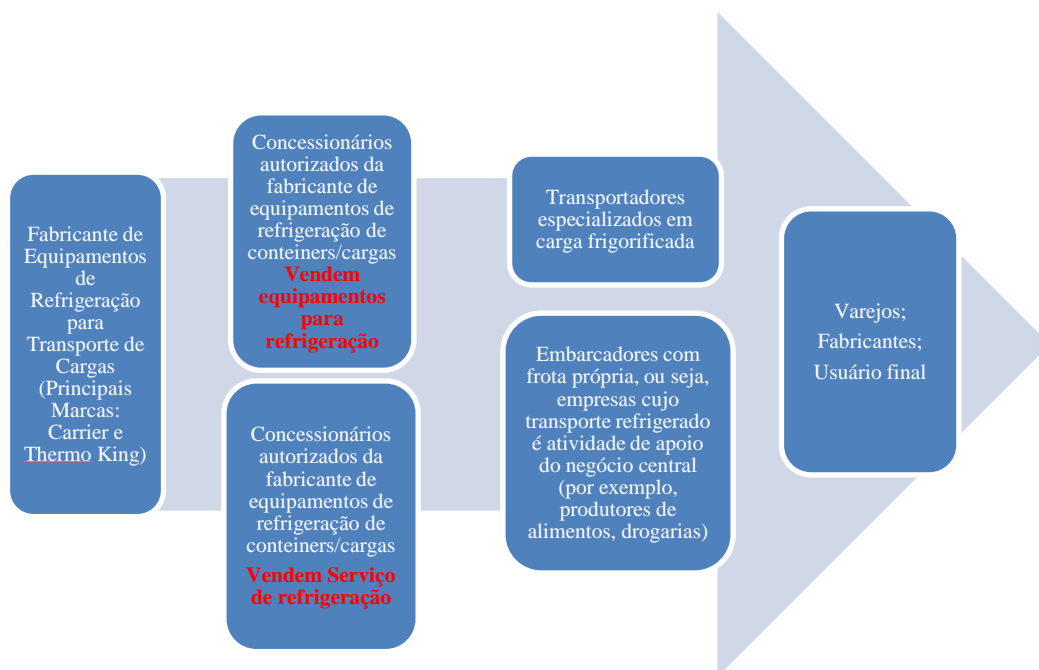 Fabricante de
Equipamentos
de
Refrigeração
para
Transporte de
Cargas
(Principais
Marcas:
Carrier e
Thermo King)
Concessionários
autorizados da
fabricante de
equipamentos de
refrigeração de
conteiners/cargas
Vendem
equipamentos
para
refrigeração
Concessionários
autorizados da
fabricante de
equipamentos de
refrigeração de
conteiners/cargas
Vendem Serviço
de refrigeração
Transportadores
especializados em
carga frigorificada
Embarcadores com
frota própria, ou seja,
empresas cujo
transporte refrigerado
é atividade de apoio
do negócio central
(por exemplo,
produtores de
alimentos, drogarias)
Varejos;
Fabricantes;
Usuário final